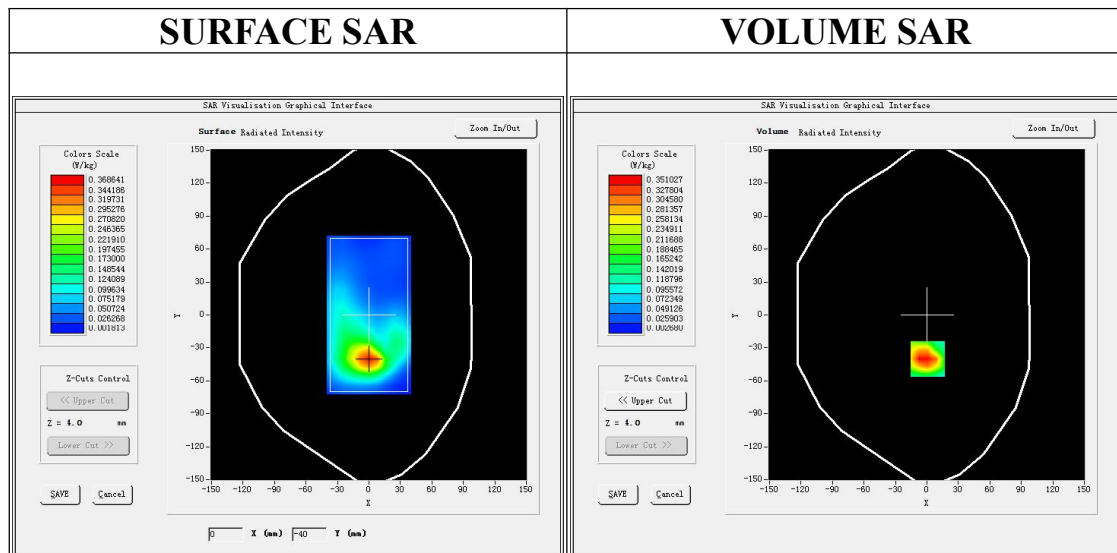 SURFACE SAR
VOLUME SAR
SAR Visualisation Graphical Interface
Surface Radiated Intensity
Zoom In/Out
Colors Scale
(W/kg)
0.368641
0.344186
0.319731
0.295276
0.270820
0.246365
0.221910
0.197455
0.173000
0.148544
0.124089
0.099634
0.075179
0.050724
0.026268
0.001813
150
120
90
60
30
0
-30
-60
-90
-120
-150
Y
-150 -120 -90 -60 -30 0 30 60 90 120 150
X
Z-Cuts Control
<< Upper Cut
Z = 4.0 mm
Lower Cut >>
SAVE Cancel
0 X (mm) -40 Y (mm)
SAR Visualisation Graphical Interface
Volume Radiated Intensity
Zoom In/Out
Colors Scale
(W/kg)
0.351027
0.327804
0.304580
0.281357
0.258134
0.234911
0.211688
0.188465
0.165242
0.142019
0.118796
0.095572
0.072349
0.049126
0.025903
0.002680
150
120
90
60
30
0
-30
-60
-90
-120
-150
Y
-150 -120 -90 -60 -30 0 30 60 90 120 150
X
Z-Cuts Control
<< Upper Cut
Z = 4.0 mm
Lower Cut >>
SAVE Cancel